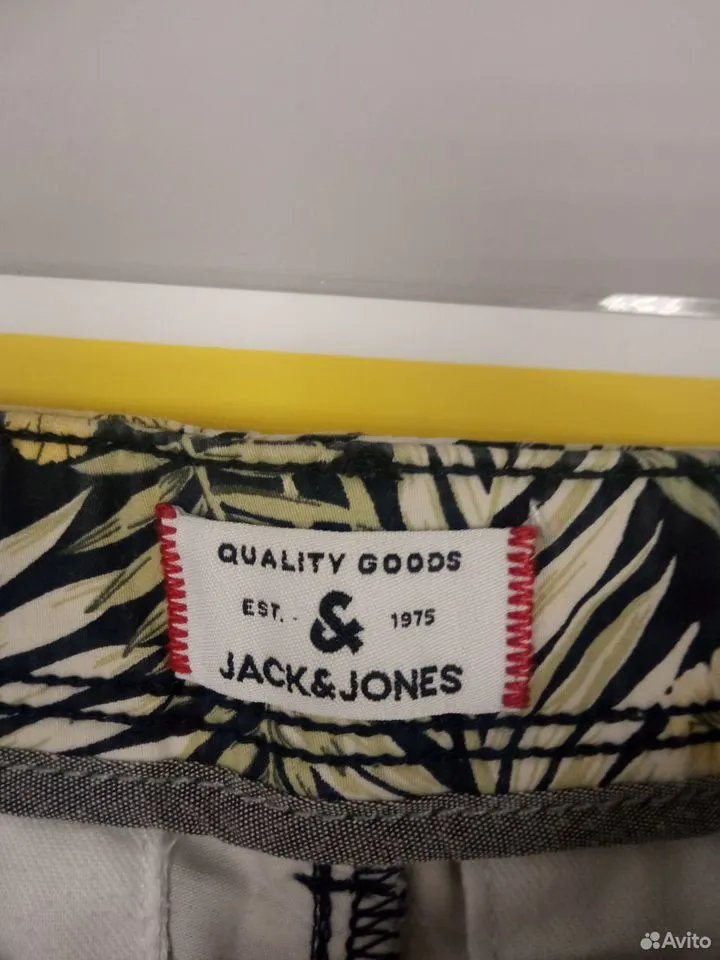 QUALITY GOODS
EST. & 1975
JACK&JONES
Avito